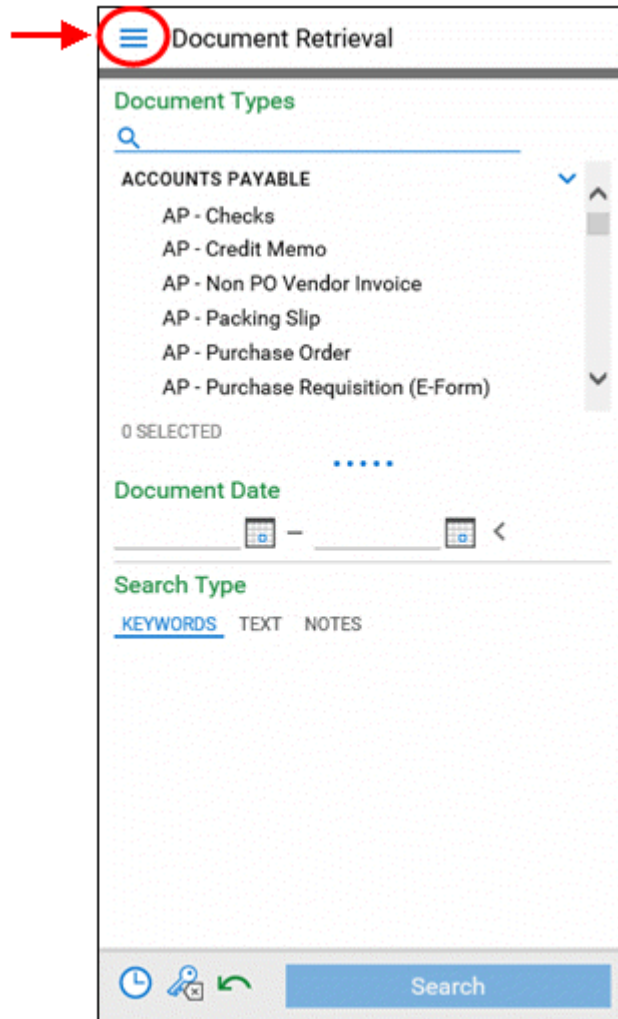 Document Retrieval
Document Types
ACCOUNTS PAYABLE
AP - Checks
AP - Credit Memo
AP - Non PO Vendor Invoice
AP - Packing Slip
AP - Purchase Order
AP - Purchase Requisition (E-Form)
0 SELECTED
Document Date
–
Search Type
KEYWORDS TEXT NOTES
Search